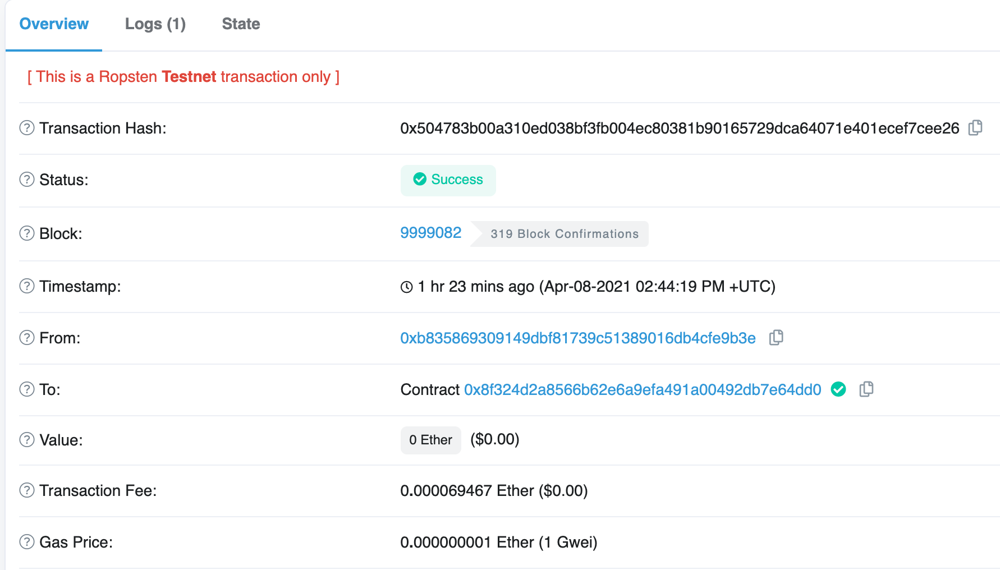 Overview Logs (1) State
[ This is a Ropsten Testnet transaction only ]
Transaction Hash: 0x504783b00a310ed038bf3fb004ec80381b90165729dca64071e401ecef7cee26
Status: Success
Block: 9999082 319 Block Confirmations
Timestamp: 1 hr 23 mins ago (Apr-08-2021 02:44:19 PM +UTC)
From: 0xb835869309149dbf81739c51389016db4cfe9b3e
To: Contract 0x8f324d2a8566b62e6a9efa491a00492db7e64dd0
Value: 0 Ether ($0.00)
Transaction Fee: 0.000069467 Ether ($0.00)
Gas Price: 0.000000001 Ether (1 Gwei)